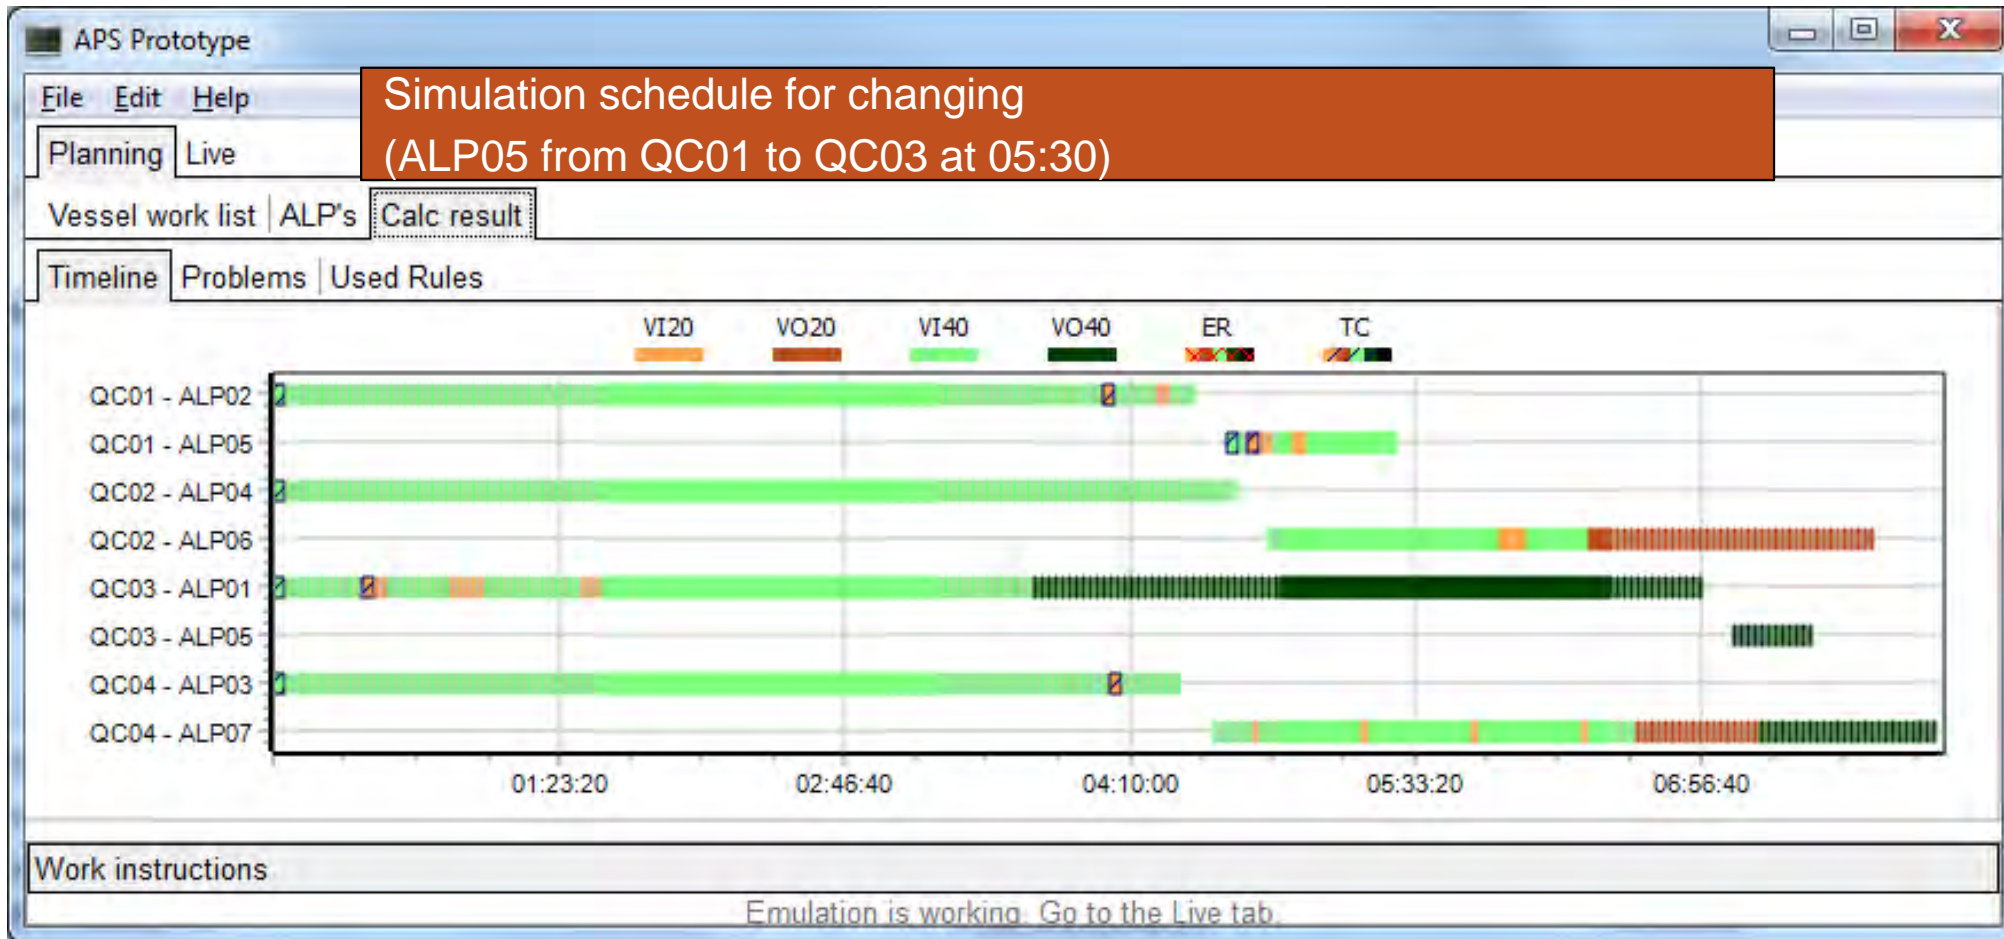 APS Prototype
File Edit Help
Simulation schedule for changing
(ALP05 from QC01 to QC03 at 05:30)
Planning Live
Vessel work list ALP's Calc result
Timeline Problems Used Rules
VI20 VO20 VI40 VO40 ER TC
QC01 - ALP02
QC01 - ALP05
QC02 - ALP04
QC02 - ALP06
QC03 - ALP01
QC03 - ALP05
QC04 - ALP03
QC04 - ALP07
01:23:20 02:46:40 04:10:00 05:33:20 06:56:40
Work instructions
Emulation is working. Go to the Live tab.